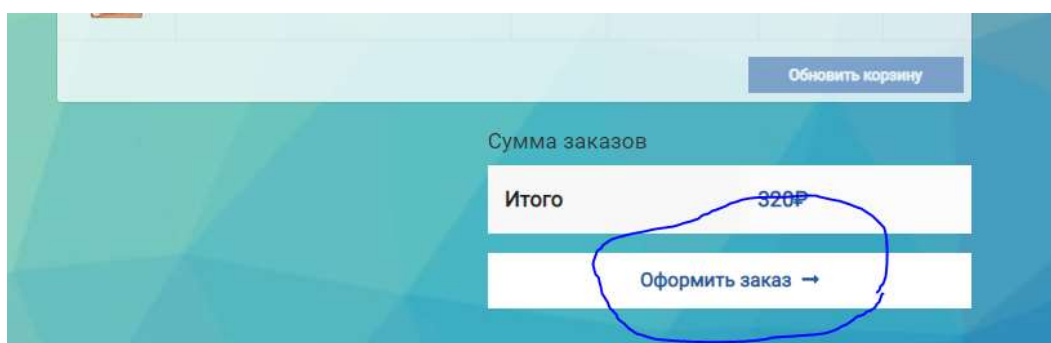 Обновить корзину
Сумма заказов
Итого 320₽
Оформить заказ →